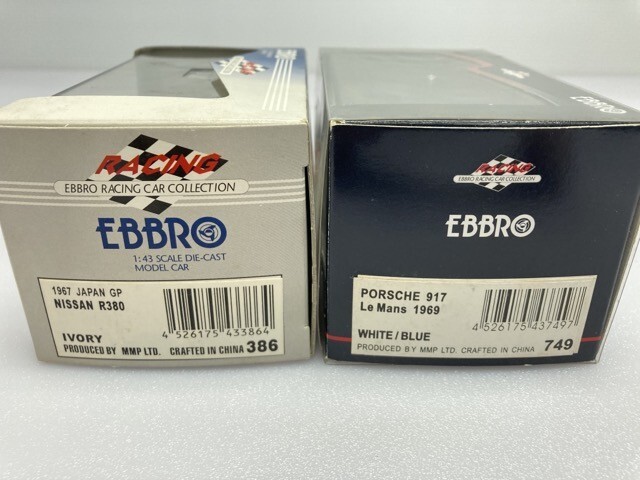 RACING
EBBRO RACING CAR COLLECTION
EBBRO
1:43 SCALE DIE-CAST
MODEL CAR
1967 JAPAN GP
NISSAN R380
IVORY
4 526175 433864
PRODUCED BY MMP LTD. CRAFTED IN CHINA 386
EBBRO
RACING
EBBRO RACING CAR COLLECTION
EBBRO
PORSCHE 917
Le Mans 1969
4 526175 437497
WHITE/BLUE
PRODUCED BY MMP LTD. CRAFTED IN CHINA 749